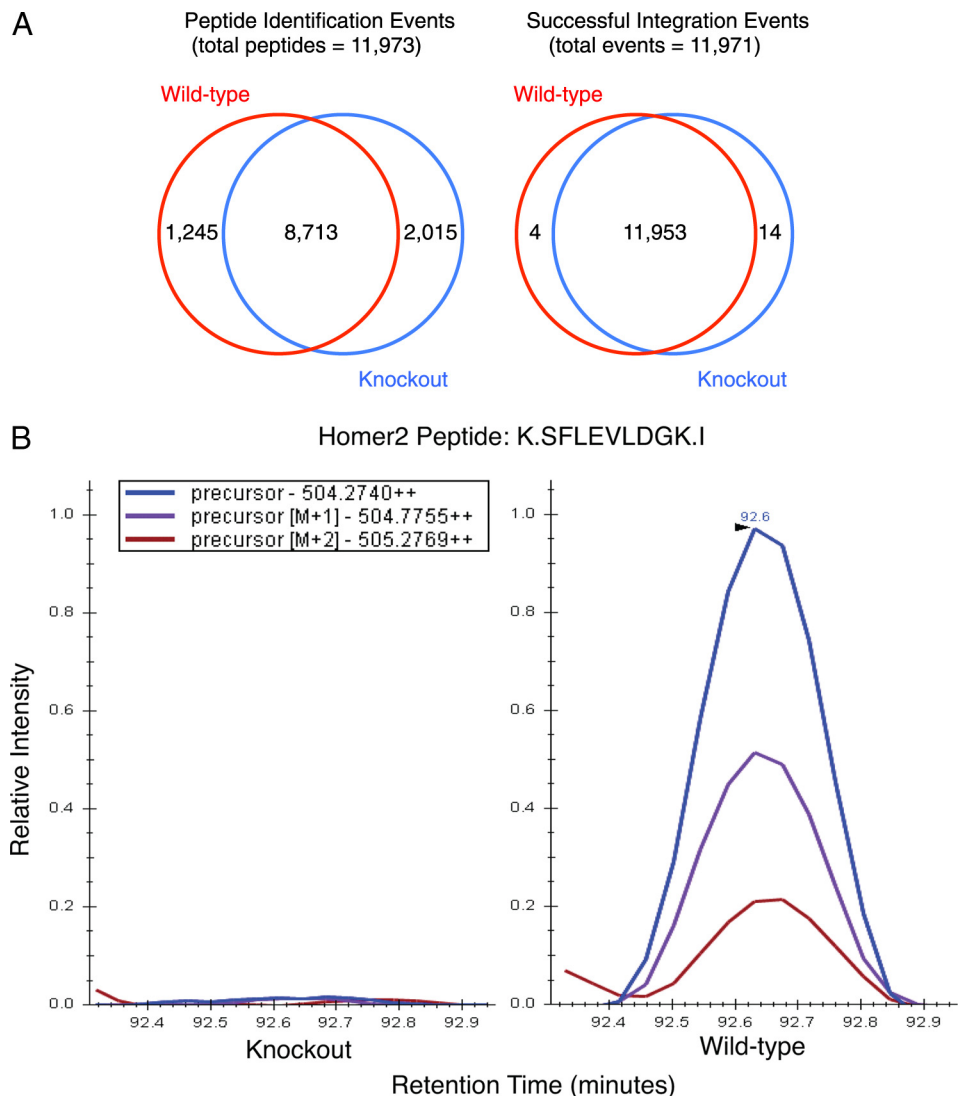 A
Peptide Identification Events
(total peptides = 11,973)
Successful Integration Events
(total events = 11,971)
Wild-type
Wild-type
1,245
8,713
2,015
4
11,953
14
Knockout
Knockout
B
Homer2 Peptide: K.SFLEVLDGK.I
precursor - 504.2740++
precursor [M+1] - 504.7755++
precursor [M+2] - 505.2769++
92.6
1.0
0.8
0.6
0.4
0.2
0.0
1.0
0.8
0.6
0.4
0.2
0.0
Relative Intensity
92.4 92.5 92.6 92.7 92.8 92.9
92.4 92.5 92.6 92.7 92.8 92.9
Knockout
Wild-type
Retention Time (minutes)